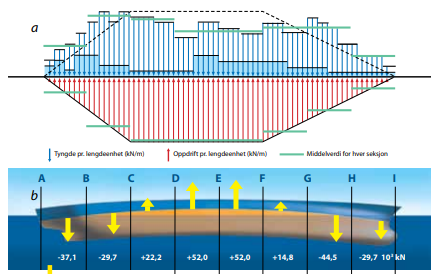 a
Tyngde pr. lengdeenhet (kN/m) Oppdrift pr. lengdeenhet (kN/m) Middelverdi for hver seksjon
A B C D E F G H I
b
-37,1 -29,7 +22,2 +52,0 +52,0 +14,8 -44,5 -29,7 10³ kN